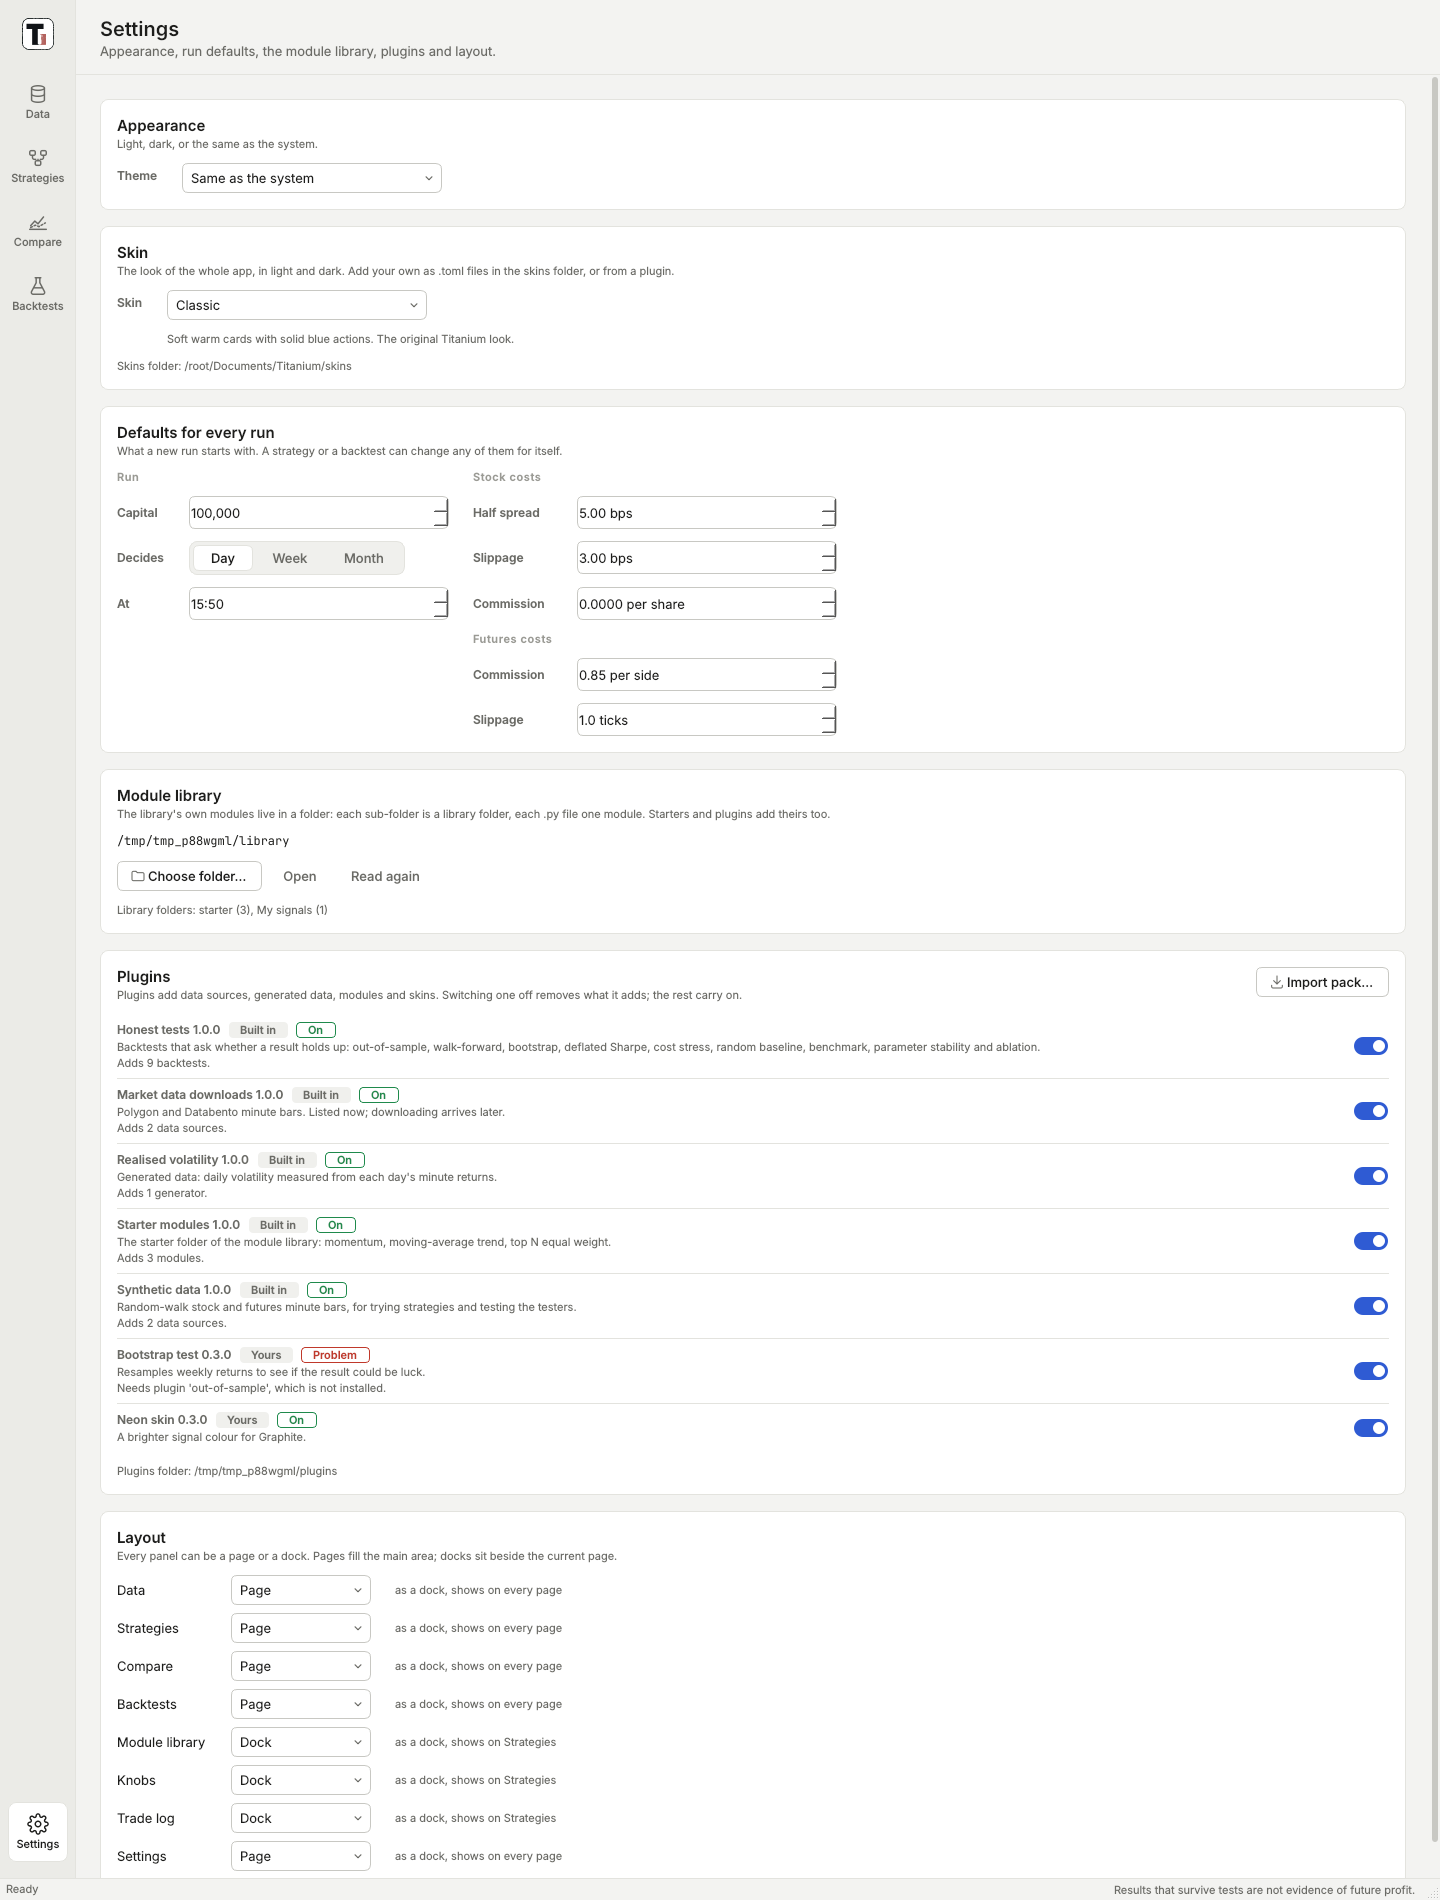 Ti
Settings
Appearance, run defaults, the module library, plugins and layout.
Data
Strategies
Compare
Backtests
Appearance
Light, dark, or the same as the system.
Theme
Same as the system
Skin
The look of the whole app, in light and dark. Add your own as .toml files in the skins folder, or from a plugin.
Skin
Classic
Soft warm cards with solid blue actions. The original Titanium look.
Skins folder: /root/Documents/Titanium/skins
Defaults for every run
What a new run starts with. A strategy or a backtest can change any of them for itself.
Run
Capital 100,000
Decides Day Week Month
At 15:50
Stock costs
Half spread 5.00 bps
Slippage 3.00 bps
Commission 0.0000 per share
Futures costs
Commission 0.85 per side
Slippage 1.0 ticks
Module library
The library's own modules live in a folder: each sub-folder is a library folder, each .py file one module. Starters and plugins add theirs too.
/tmp/tmp_p88wgml/library
Choose folder... Open Read again
Library folders: starter (3), My signals (1)
Plugins
Plugins add data sources, generated data, modules and skins. Switching one off removes what it adds; the rest carry on.
Import pack...
Honest tests 1.0.0 Built in On
Backtests that ask whether a result holds up: out-of-sample, walk-forward, bootstrap, deflated Sharpe, cost stress, random baseline, benchmark, parameter stability and ablation.
Adds 9 backtests.
Market data downloads 1.0.0 Built in On
Polygon and Databento minute bars. Listed now; downloading arrives later.
Adds 2 data sources.
Realised volatility 1.0.0 Built in On
Generated data: daily volatility measured from each day's minute returns.
Adds 1 generator.
Starter modules 1.0.0 Built in On
The starter folder of the module library: momentum, moving-average trend, top N equal weight.
Adds 3 modules.
Synthetic data 1.0.0 Built in On
Random-walk stock and futures minute bars, for trying strategies and testing the testers.
Adds 2 data sources.
Bootstrap test 0.3.0 Yours Problem
Resamples weekly returns to see if the result could be luck.
Needs plugin 'out-of-sample', which is not installed.
Neon skin 0.3.0 Yours On
A brighter signal colour for Graphite.
Plugins folder: /tmp/tmp_p88wgml/plugins
Layout
Every panel can be a page or a dock. Pages fill the main area; docks sit beside the current page.
Data Page as a dock, shows on every page
Strategies Page as a dock, shows on every page
Compare Page as a dock, shows on every page
Backtests Page as a dock, shows on every page
Module library Dock as a dock, shows on Strategies
Knobs Dock as a dock, shows on Strategies
Trade log Dock as a dock, shows on Strategies
Settings Page as a dock, shows on every page
Settings
Ready
Results that survive tests are not evidence of future profit.